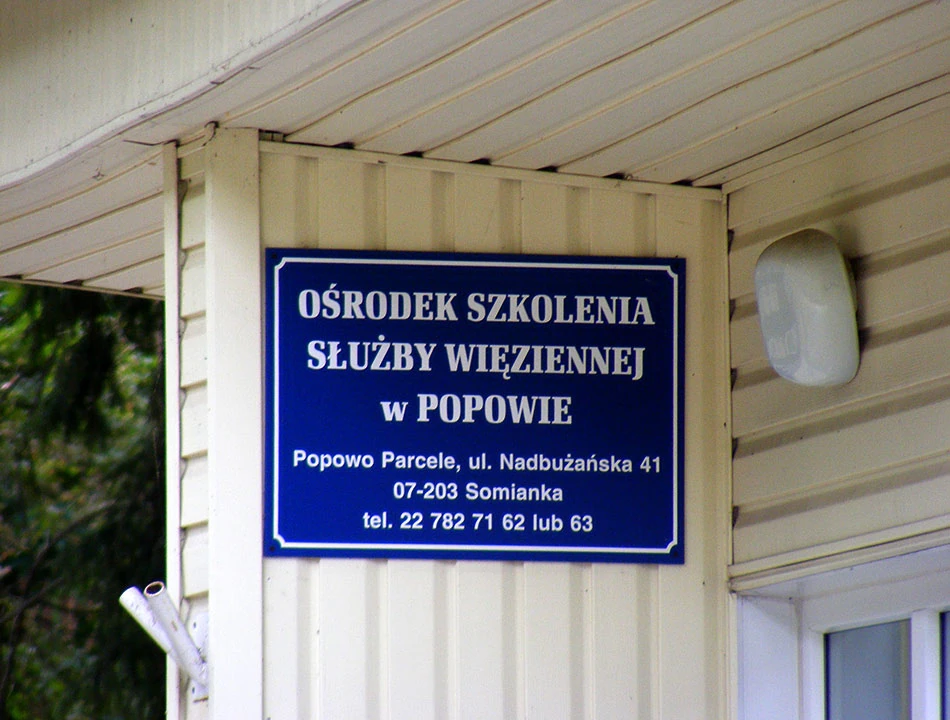 OŚRODEK SZKOLENIA
SŁUŻBY WIĘZIENNEJ
w POPOWIE
Popowo Parcele, ul. Nadbużańska 41
07-203 Somianka
tel. 22 782 71 62 lub 63